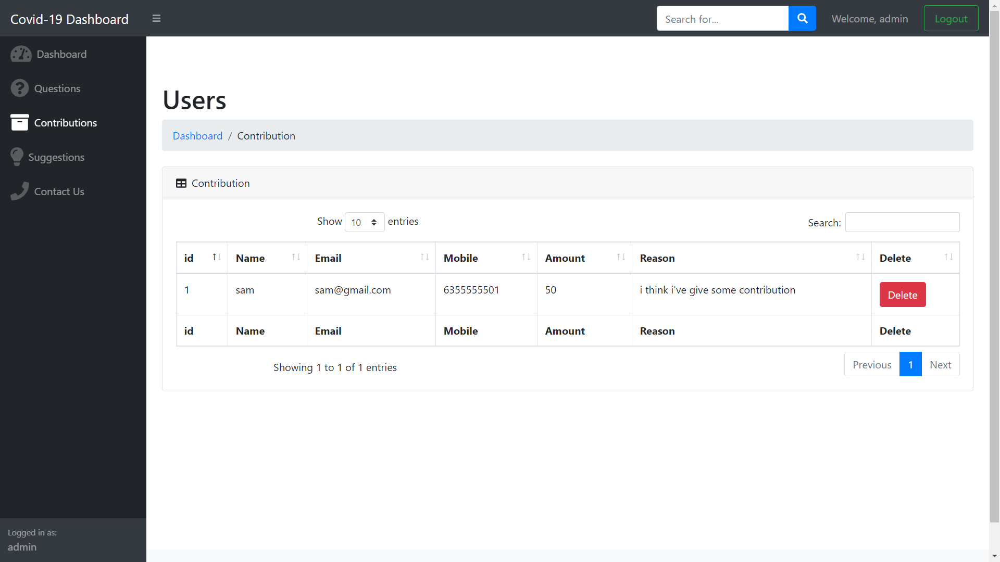 Covid-19 Dashboard
Search for...
Welcome, admin
Logout
Dashboard
Questions
Contributions
Suggestions
Contact Us
Logged in as:
admin
Users
Dashboard / Contribution
Contribution
Show 10 entries
Search:
id Name Email Mobile Amount Reason Delete
1 sam sam@gmail.com 6355555501 50 i think i've give some contribution Delete
id Name Email Mobile Amount Reason Delete
Showing 1 to 1 of 1 entries
Previous 1 Next